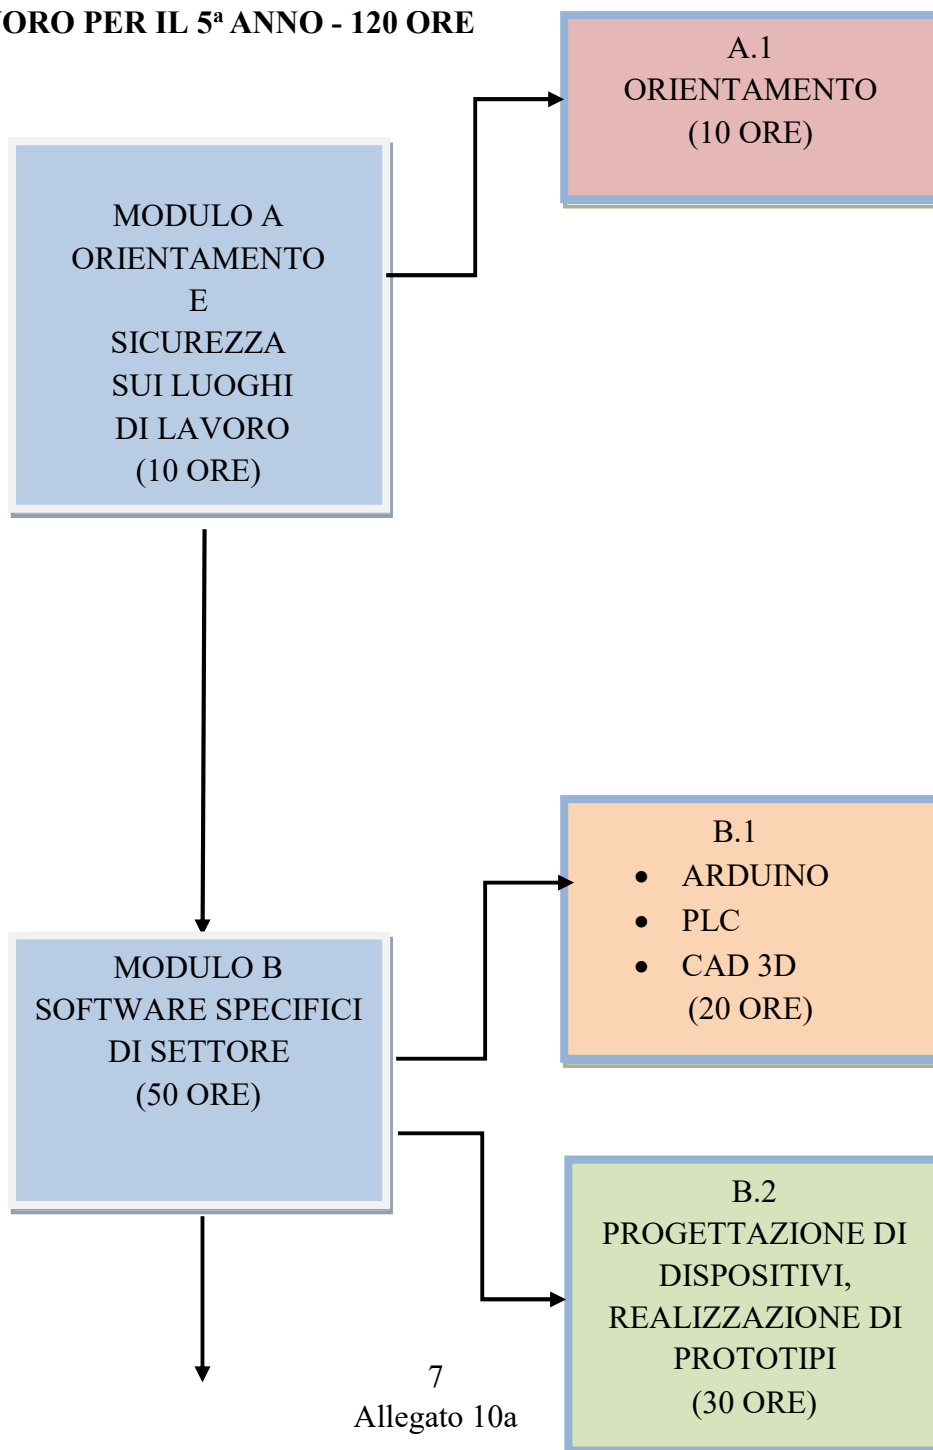 ORO PER IL 5ª ANNO - 120 ORE
A.1
ORIENTAMENTO
(10 ORE)
MODULO A
ORIENTAMENTO
E
SICUREZZA
SUI LUOGHI
DI LAVORO
(10 ORE)
B.1
• ARDUINO
• PLC
• CAD 3D
(20 ORE)
MODULO B
SOFTWARE SPECIFICI
DI SETTORE
(50 ORE)
B.2
PROGETTAZIONE DI
DISPOSITIVI,
REALIZZAZIONE DI
PROTOTIPI
(30 ORE)
7
Allegato 10a